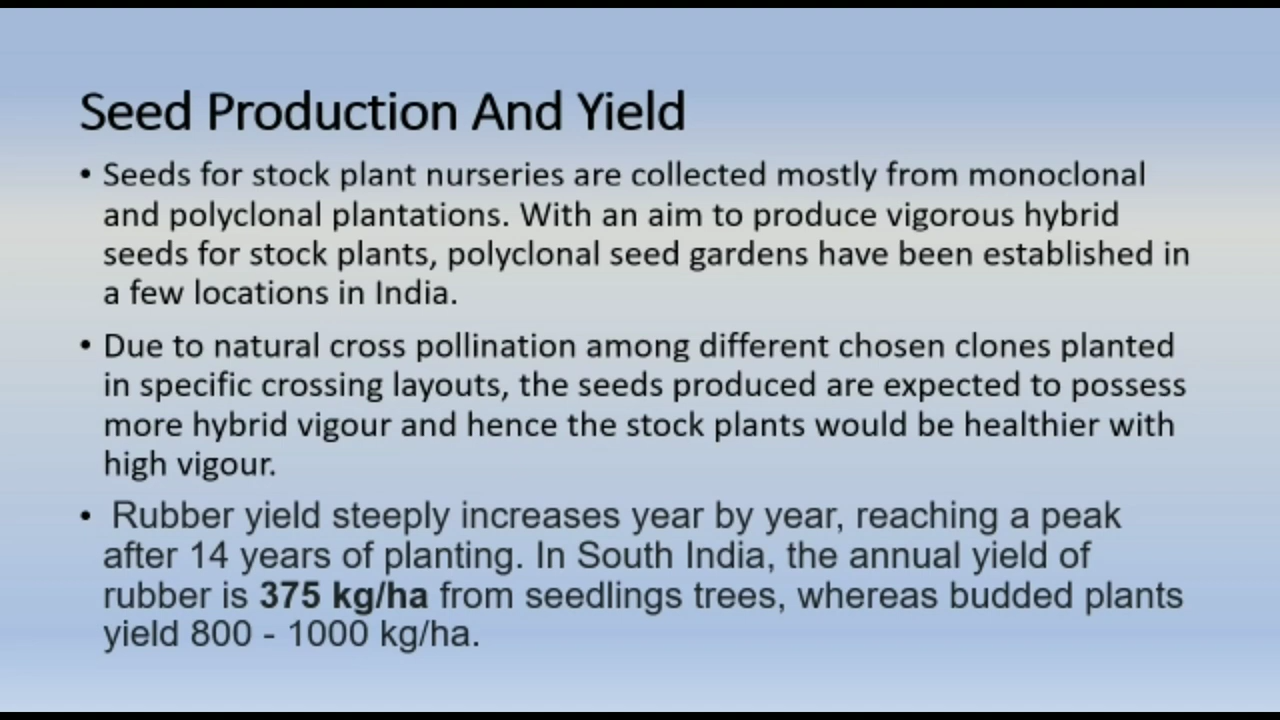 Seed Production And Yield
• Seeds for stock plant nurseries are collected mostly from monoclonal
and polyclonal plantations. With an aim to produce vigorous hybrid
seeds for stock plants, polyclonal seed gardens have been established in
a few locations in India.
• Due to natural cross pollination among different chosen clones planted
in specific crossing layouts, the seeds produced are expected to possess
more hybrid vigour and hence the stock plants would be healthier with
high vigour.
• Rubber yield steeply increases year by year, reaching a peak
after 14 years of planting. In South India, the annual yield of
rubber is 375 kg/ha from seedlings trees, whereas budded plants
yield 800 - 1000 kg/ha.